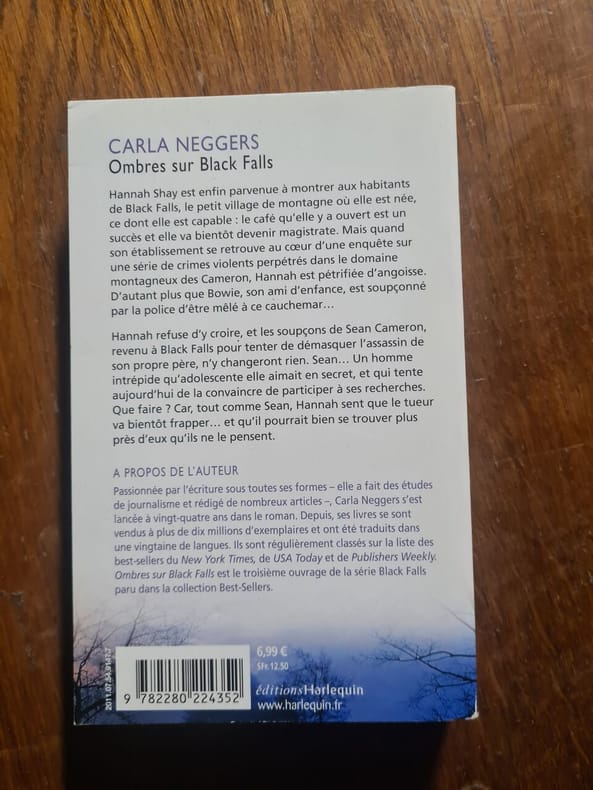 CARLA NEGGERS
Ombres sur Black Falls
Hannah Shay est enfin parvenue à montrer aux habitants
de Black Falls, le petit village de montagne où elle est née,
ce dont elle est capable : le café qu'elle y a ouvert est un
succès et elle va bientôt devenir magistrate. Mais quand
son établissement se retrouve au cœur d'une enquête sur
une série de crimes violents perpétrés dans le domaine
montagneux des Cameron, Hannah est pétrifiée d'angoisse.
D'autant plus que Bowie, son ami d'enfance, est soupçonné
par la police d'être mêlé à ce cauchemar…
Hannah refuse d'y croire, et les soupçons de Sean Cameron,
revenu à Black Falls pour tenter de démasquer l'assassin de
son propre père, n'y changeront rien. Sean… Un homme
intrépide qu'adolescente elle aimait en secret, et qui tente
aujourd'hui de la convaincre de participer à ses recherches.
Que faire ? Car, tout comme Sean, Hannah sent que le tueur
va bientôt frapper… et qu'il pourrait bien se trouver plus
près d'eux qu'ils ne le pensent.
A PROPOS DE L'AUTEUR
Passionnée par l'écriture sous toutes ses formes – elle a fait des études
de journalisme et rédigé de nombreux articles –, Carla Neggers s'est
lancée à vingt-quatre ans dans le roman. Depuis, ses livres se sont
vendus à plus de dix millions d'exemplaires et ont été traduits dans
une vingtaine de langues. Ils sont régulièrement classés sur la liste des
best-sellers du New York Times, de USA Today et de Publishers Weekly.
Ombres sur Black Falls est le troisième ouvrage de la série Black Falls
paru dans la collection Best-Sellers.
6,99 €
SFr. 12.50
9 782280 224352
éditions Harlequin
www.harlequin.fr